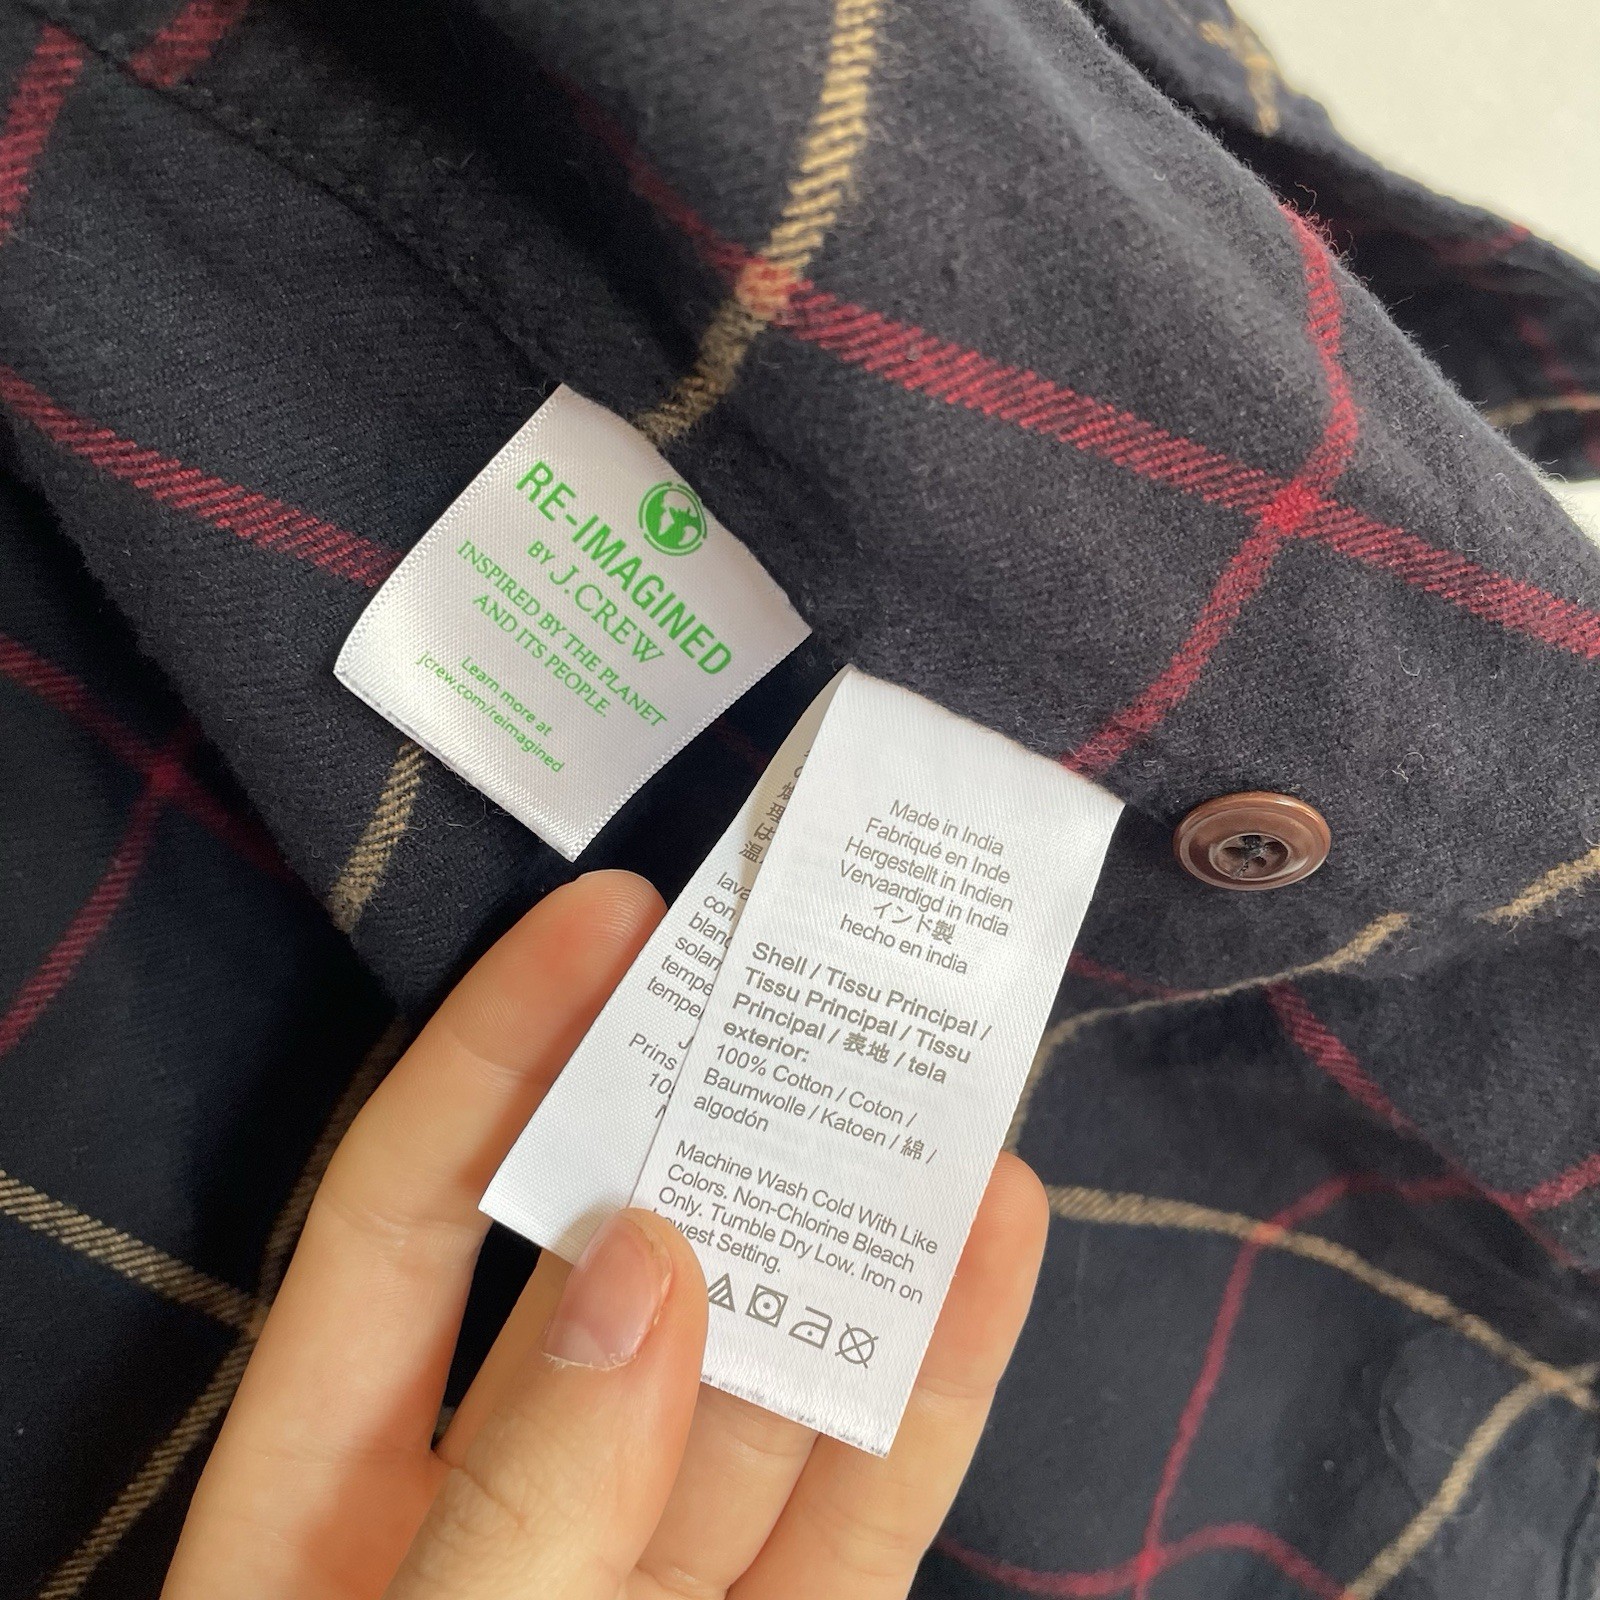 RE-IMAGINED
BY J.CREW
INSPIRED BY THE PLANET
AND ITS PEOPLE.
Learn more at
jcrew.com/reimagined
Made in India
Fabriqué en Inde
Hergestellt in Indien
Vervaardigd in India
インド製
hecho en india
Shell / Tissu Principal /
Tissu Principal / Tissu
Principal / 表地 / tela
exterior:
100% Cotton / Coton /
Baumwolle / Katoen / 綿 /
algodón
Machine Wash Cold With Like
Colors. Non-Chlorine Bleach
Only. Tumble Dry Low. Iron on
Lowest Setting.